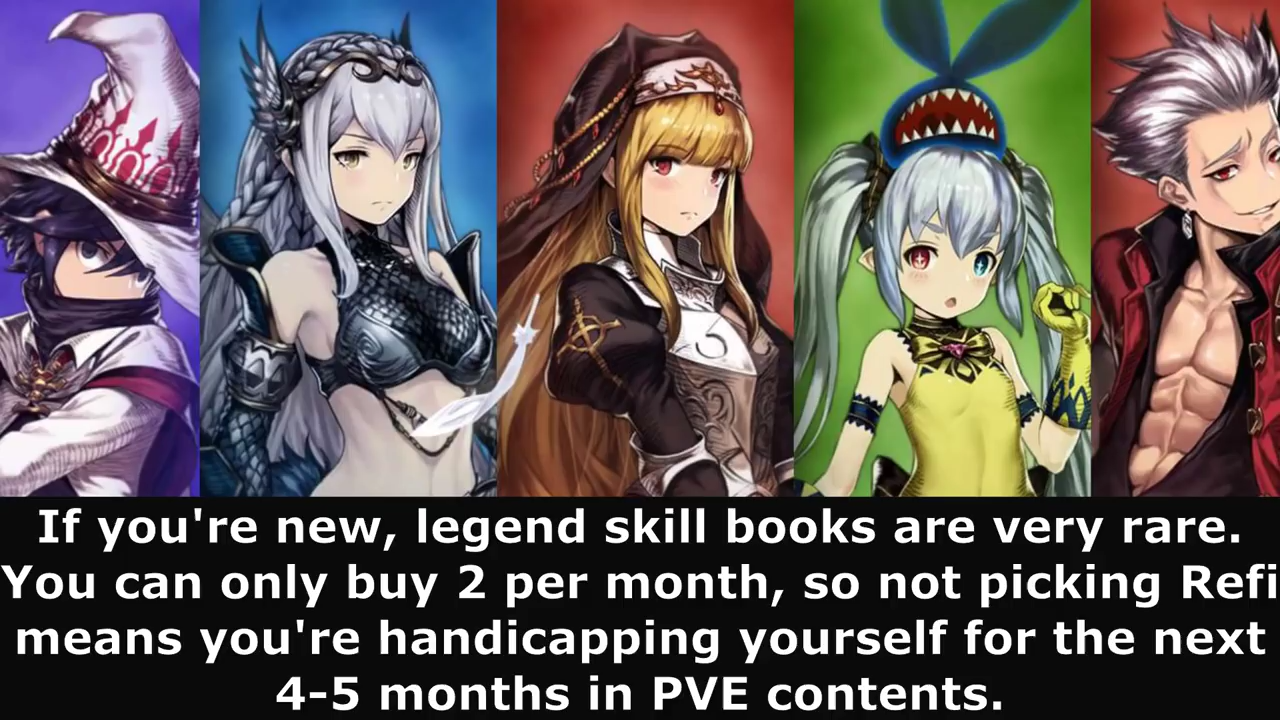 If you're new, legend skill books are very rare.
You can only buy 2 per month, so not picking Refi
means you're handicapping yourself for the next
4-5 months in PVE contents.